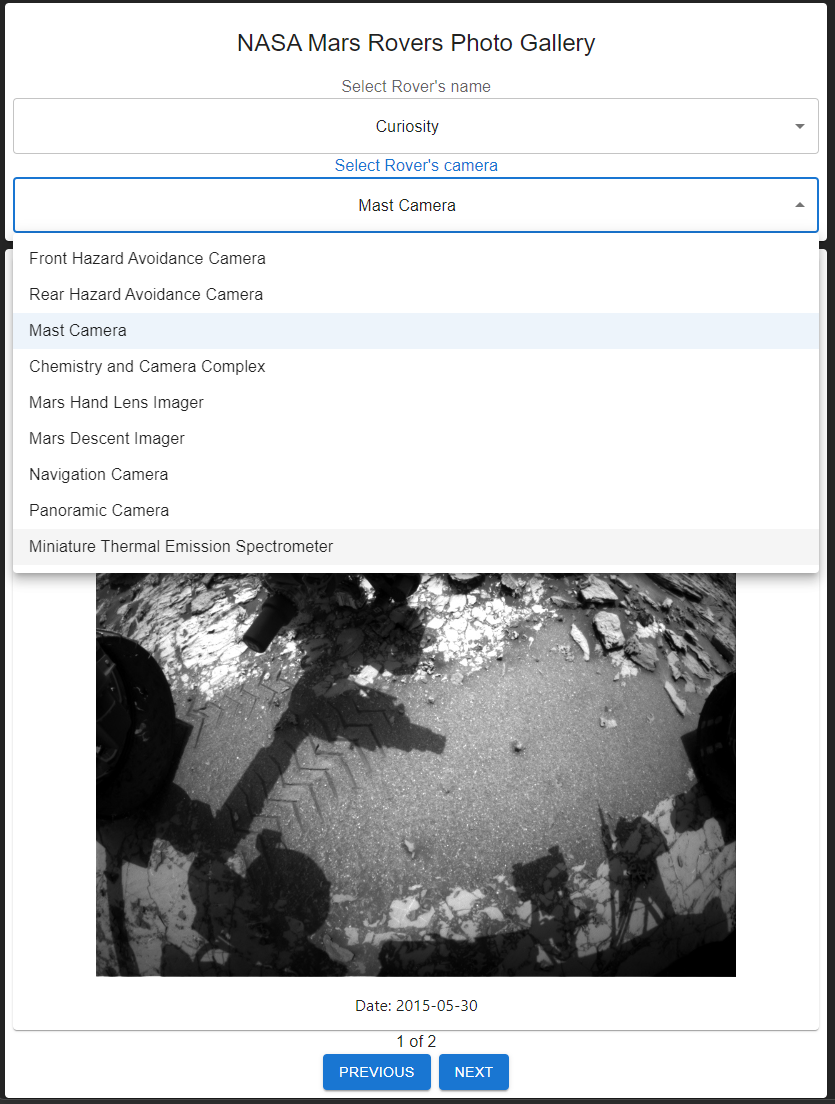 NASA Mars Rovers Photo Gallery
Select Rover's name
Curiosity
Select Rover's camera
Mast Camera
Front Hazard Avoidance Camera
Rear Hazard Avoidance Camera
Mast Camera
Chemistry and Camera Complex
Mars Hand Lens Imager
Mars Descent Imager
Navigation Camera
Panoramic Camera
Miniature Thermal Emission Spectrometer
Date: 2015-05-30
1 of 2
PREVIOUS NEXT